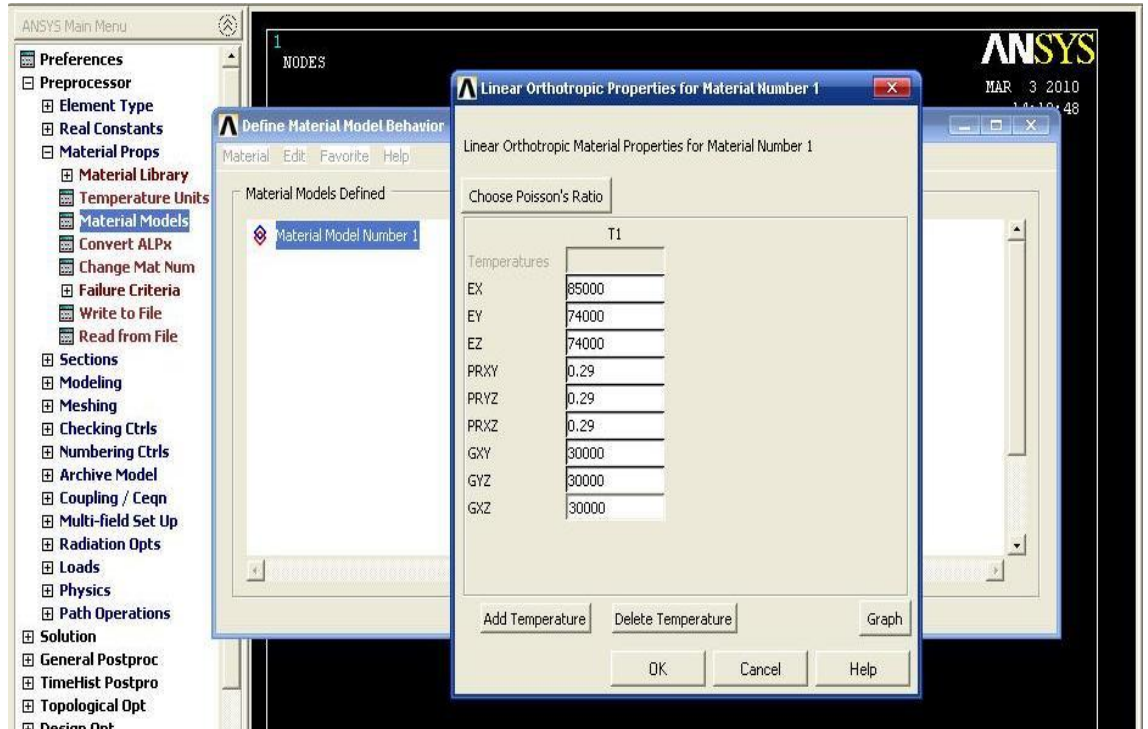 ANSYS Main Menu
Preferences
Preprocessor
Element Type
Real Constants
Material Props
Material Library
Temperature Units
Material Models
Convert ALPx
Change Mat Num
Failure Criteria
Write to File
Read from File
Sections
Modeling
Meshing
Checking Ctrls
Numbering Ctrls
Archive Model
Coupling / Ceqn
Multi-field Set Up
Radiation Opts
Loads
Physics
Path Operations
Solution
General Postproc
TimeHist Postpro
Topological Opt
Design Opt
1
NODES
ANSYS
MAR 3 2010
Define Material Model Behavior
Material Edit Favorite Help
Material Models Defined
Material Model Number 1
Linear Orthotropic Properties for Material Number 1
Linear Orthotropic Material Properties for Material Number 1
Choose Poisson's Ratio
T1
Temperatures
EX 85000
EY 74000
EZ 74000
PRXY 0.29
PRYZ 0.29
PRXZ 0.29
GXY 30000
GYZ 30000
GXZ 30000
Add Temperature Delete Temperature Graph
OK Cancel Help